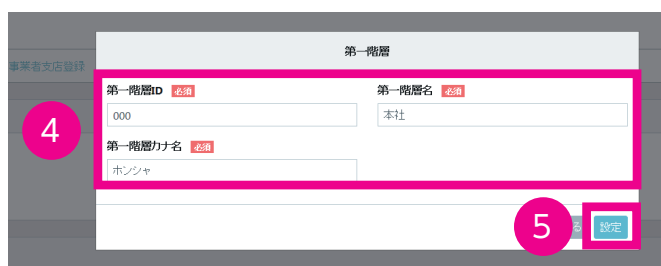 第一階層
事業者支店登録
第一階層ID 必須
第一階層名 必須
000
本社
4
第一階層カナ名 必須
ホンシャ
5
る
設定